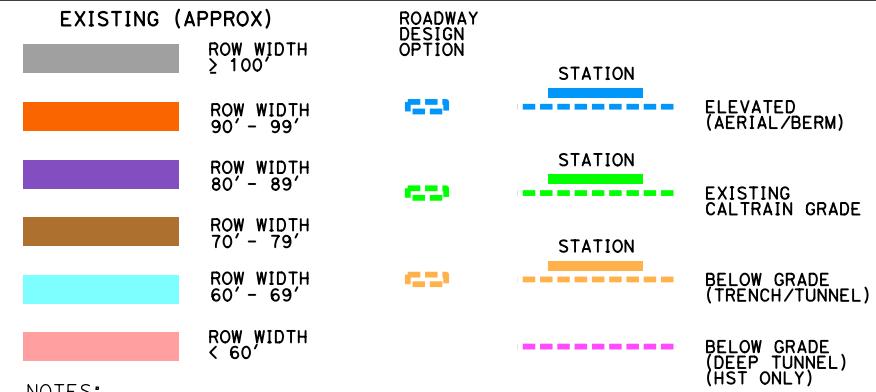 EXISTING (APPROX)
ROW WIDTH
≥ 100'
ROW WIDTH
90' - 99'
ROW WIDTH
80' - 89'
ROW WIDTH
70' - 79'
ROW WIDTH
60' - 69'
ROW WIDTH
< 60'
NOTES:
ROADWAY
DESIGN
OPTION
STATION
ELEVATED
(AERIAL/BERM)
STATION
EXISTING
CALTRAIN GRADE
STATION
BELOW GRADE
(TRENCH/TUNNEL)
BELOW GRADE
(DEEP TUNNEL)
(HST ONLY)